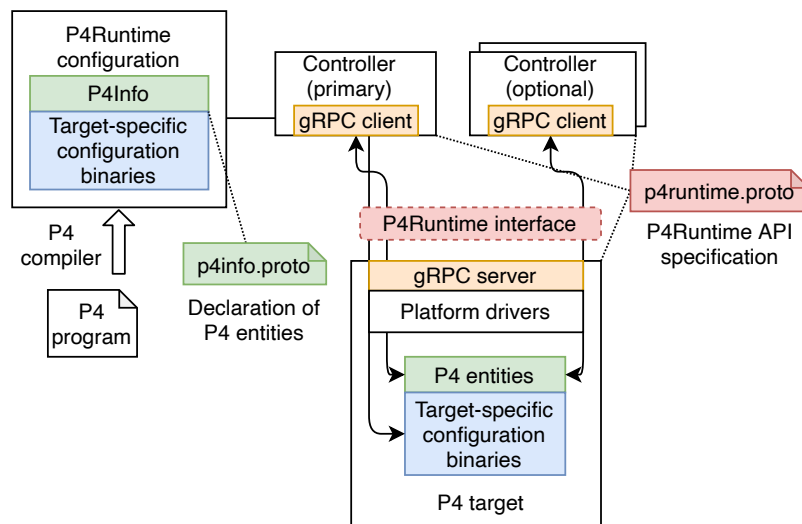 P4Runtime
configuration
P4Info
Target-specific
configuration
binaries
P4
compiler
P4
program
p4info.proto
Declaration of
P4 entities
Controller
(primary)
gRPC client
Controller
(optional)
gRPC client
p4runtime.proto
P4Runtime API
specification
P4Runtime interface
gRPC server
Platform drivers
P4 entities
Target-specific
configuration
binaries
P4 target